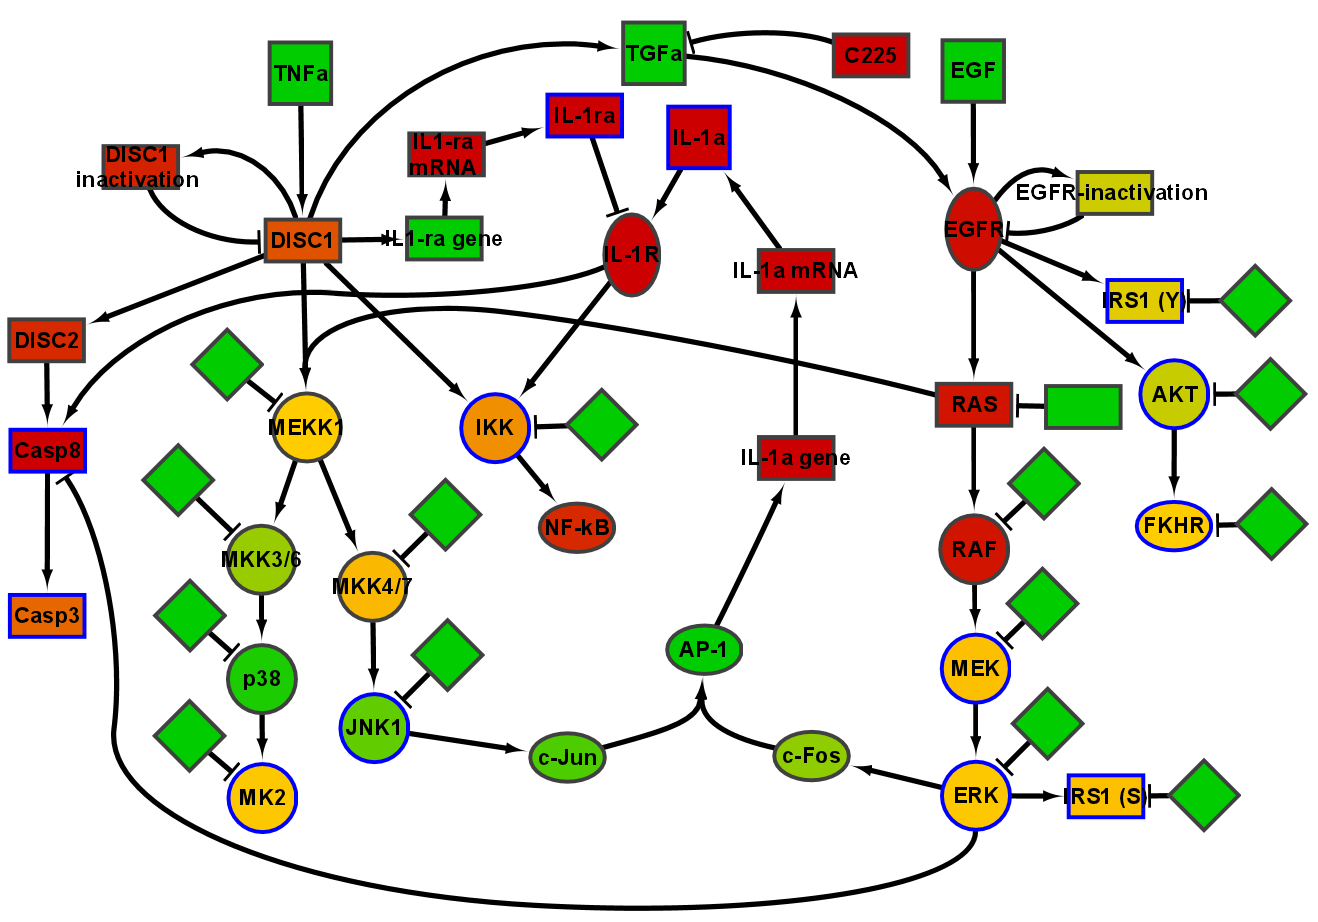 TNFa
TGFa
C225
EGF
IL-1ra
IL-1a
IL1-ra
mRNA
DISC1
inactivation
EGFR-inactivation
DISC1
IL1-ra gene
IL-1R
EGFR
IL-1a mRNA
IRS1 (Y)
DISC2
MEKK1
IKK
RAS
AKT
Casp8
IL-1a gene
NF-kB
FKHR
MKK3/6
MKK4/7
RAF
Casp3
p38
AP-1
MEK
JNK1
c-Jun
c-Fos
MK2
ERK
IRS1 (S)